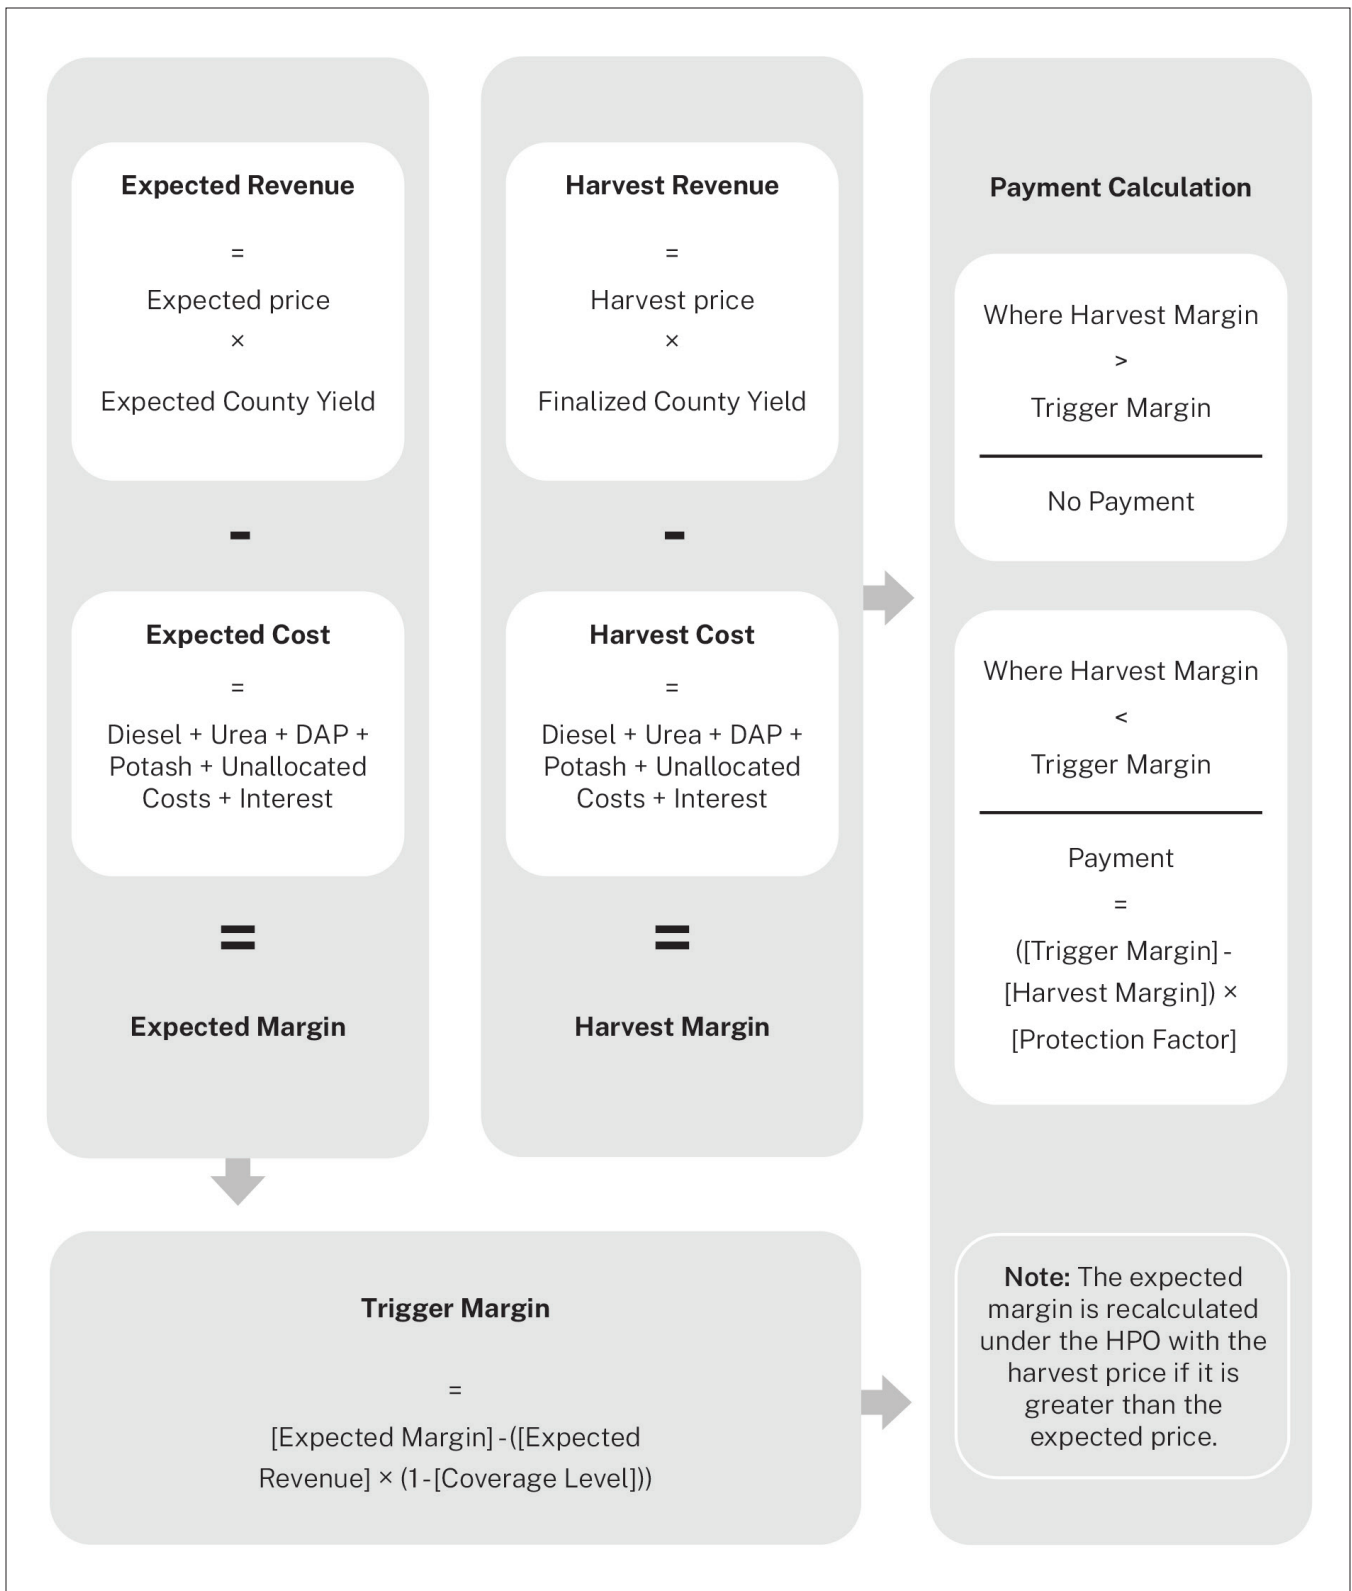 Expected Revenue
=
Expected price
×
Expected County Yield
-
Expected Cost
=
Diesel + Urea + DAP +
Potash + Unallocated
Costs + Interest
=
Expected Margin
Harvest Revenue
=
Harvest price
×
Finalized County Yield
-
Harvest Cost
=
Diesel + Urea + DAP +
Potash + Unallocated
Costs + Interest
=
Harvest Margin
Trigger Margin
=
[Expected Margin] - ([Expected
Revenue] × (1 - [Coverage Level]))
Payment Calculation
Where Harvest Margin
>
Trigger Margin
No Payment
Where Harvest Margin
<
Trigger Margin
Payment
=
([Trigger Margin] -
[Harvest Margin]) ×
[Protection Factor]
Note: The expected
margin is recalculated
under the HPO with the
harvest price if it is
greater than the
expected price.